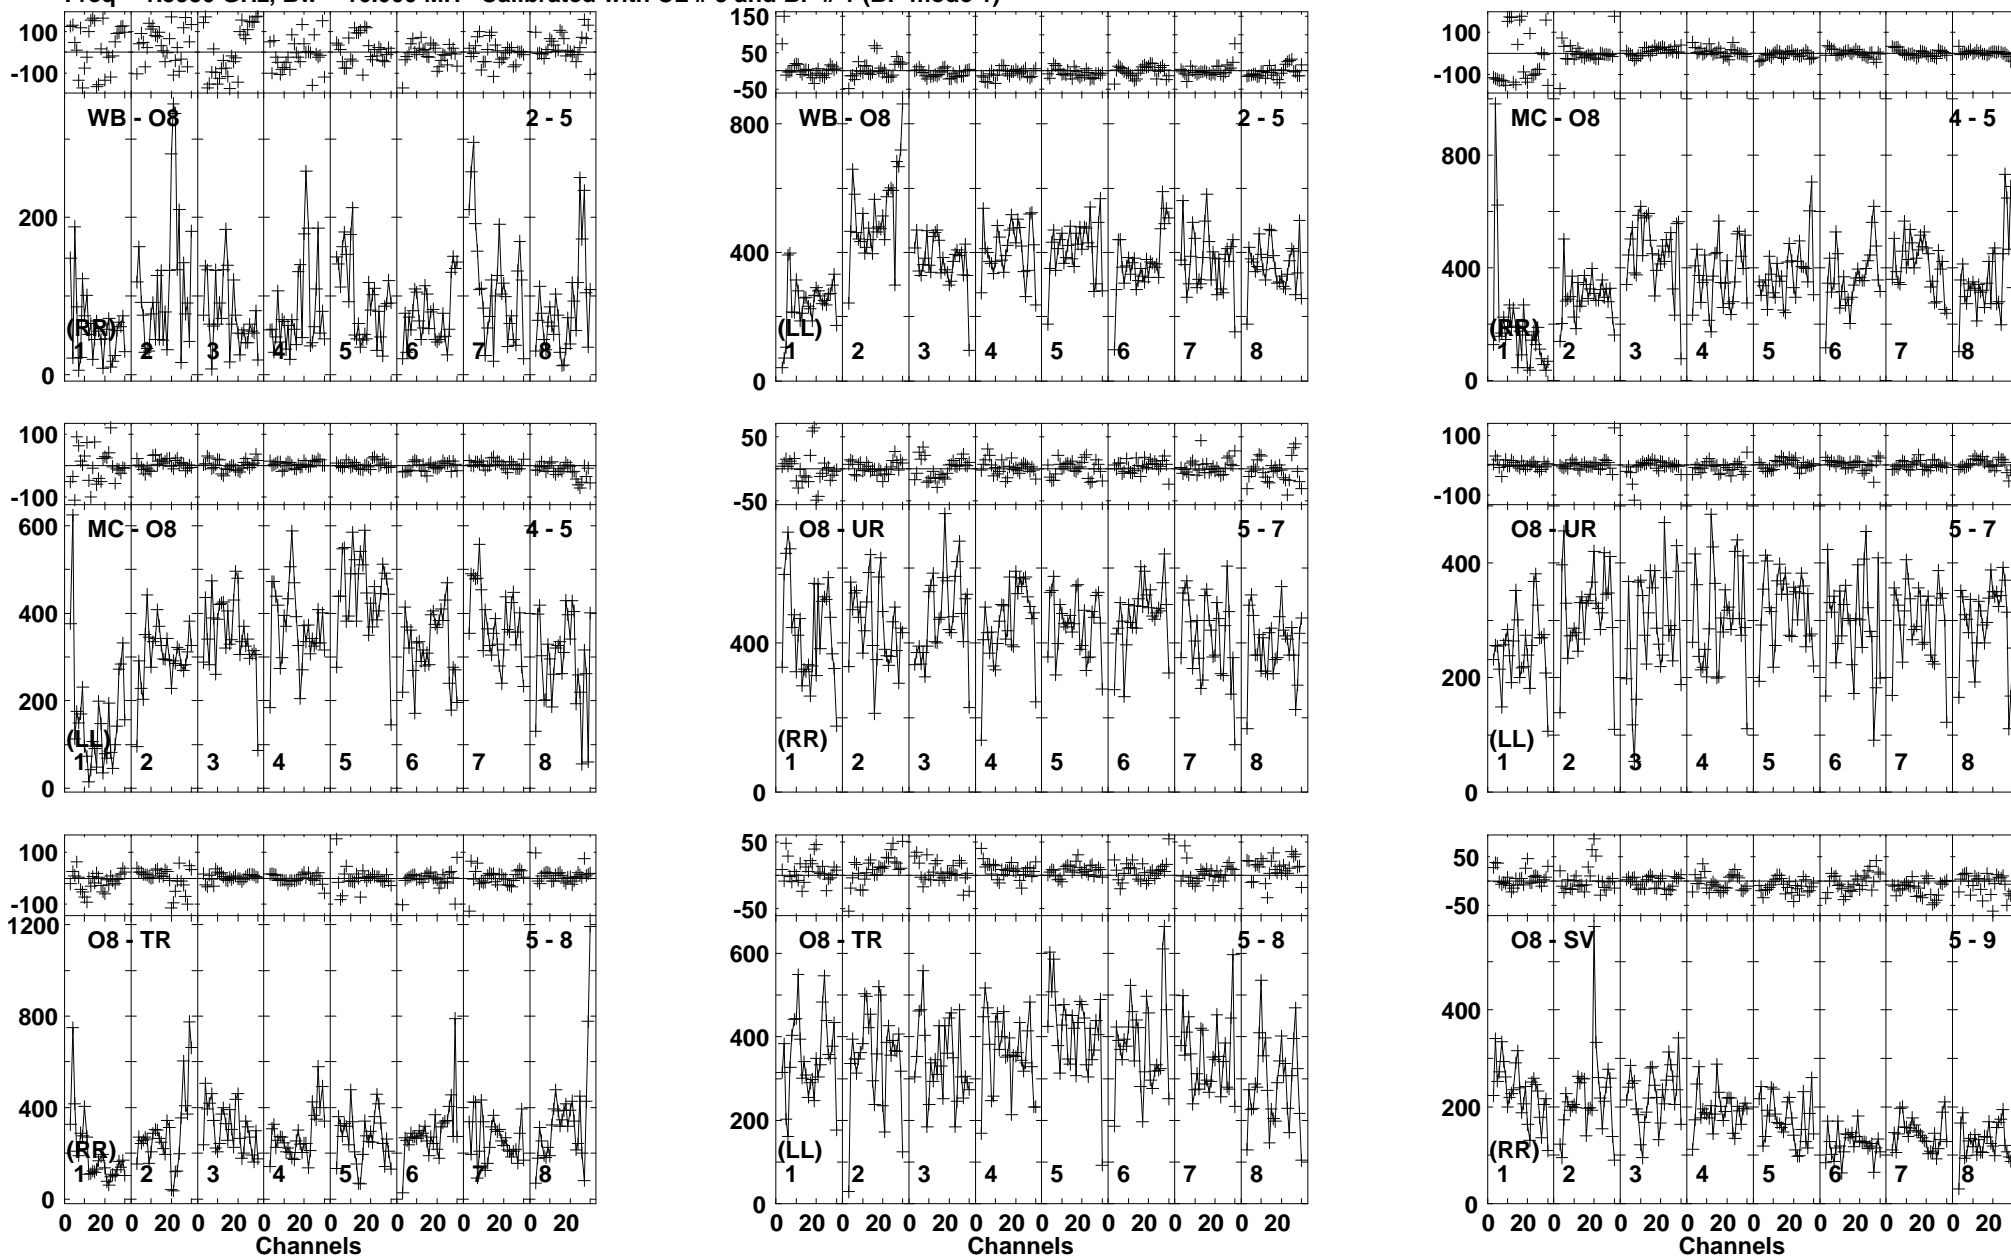 100 -100 WB - O8 2 - 5 200 0 (RR) 1 2 3 4 5 6 7 8
150 50 -50 WB - O8 2 - 5 800 400 0 (LL) 1 2 3 4 5 6 7 8
100 -100 MC - O8 4 - 5 800 400 0 (RR) 1 2 3 4 5 6 7 8
100 -100 MC - O8 4 - 5 600 400 200 0 (LL) 1 2 3 4 5 6 7 8
50 -50 O8 - UR 5 - 7 400 0 (RR) 1 2 3 4 5 6 7 8
100 -100 O8 - UR 5 - 7 400 200 0 (LL) 1 2 3 4 5 6 7 8
100 -100 O8 - TR 5 - 8 1200 800 400 0 (RR) 1 2 3 4 5 6 7 8
0 20 0 20 0 20 0 20 0 20 0 20 0 20 0 20
Channels
50 -50 O8 - TR 5 - 8 600 400 200 0 (LL) 1 2 3 4 5 6 7 8
0 20 0 20 0 20 0 20 0 20 0 20 0 20 0 20
Channels
50 -50 O8 - SV 5 - 9 400 200 0 (RR) 1 2 3 4 5 6 7 8
0 20 0 20 0 20 0 20 0 20 0 20 0 20 0 20
Channels